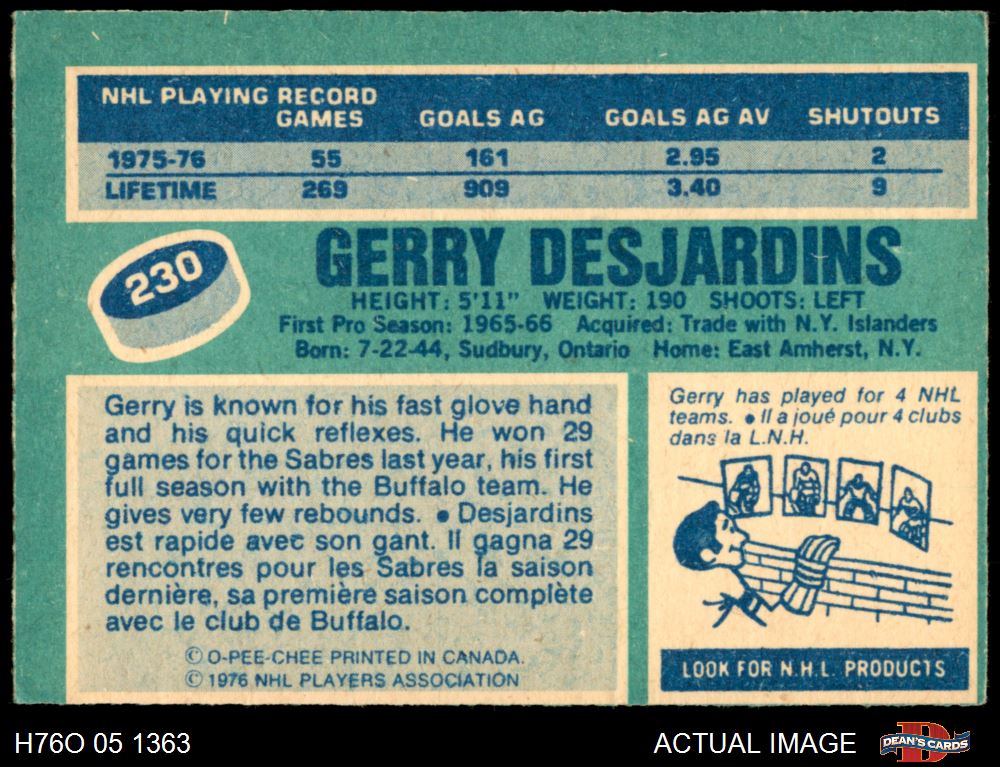 NHL PLAYING RECORD
GAMES GOALS AG GOALS AG AV SHUTOUTS
1975-76 55 161 2.95 2
LIFETIME 269 909 3.40 9
230
GERRY DESJARDINS
HEIGHT: 5'11" WEIGHT: 190 SHOOTS: LEFT
First Pro Season: 1965-66 Acquired: Trade with N.Y. Islanders
Born: 7-22-44, Sudbury, Ontario Home: East Amherst, N.Y.
Gerry is known for his fast glove hand
and his quick reflexes. He won 29
games for the Sabres last year, his first
full season with the Buffalo team. He
gives very few rebounds. ● Desjardins
est rapide avec son gant. Il gagna 29
rencontres pour les Sabres la saison
dernière, sa première saison complète
avec le club de Buffalo.
© O-PEE-CHEE PRINTED IN CANADA.
© 1976 NHL PLAYERS ASSOCIATION
Gerry has played for 4 NHL
teams. ● Il a joué pour 4 clubs
dans la L.N.H.
LOOK FOR N.H.L. PRODUCTS
H76O 05 1363
ACTUAL IMAGE
D
DEAN'S CARDS